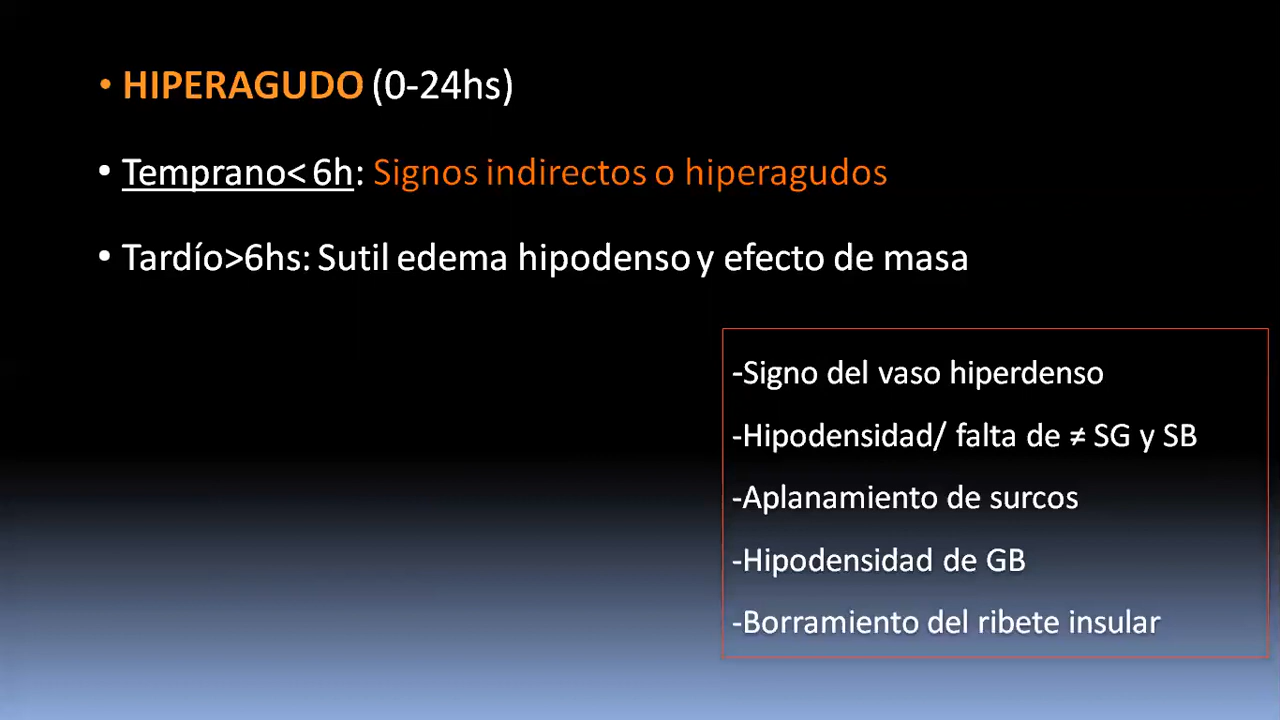 • HIPERAGUDO (0-24hs)
• Temprano< 6h: Signos indirectos o hiperagudos
• Tardío>6hs: Sutil edema hipodenso y efecto de masa
-Signo del vaso hiperdenso
-Hipodensidad/ falta de ≠ SG y SB
-Aplanamiento de surcos
-Hipodensidad de GB
-Borramiento del ribete insular